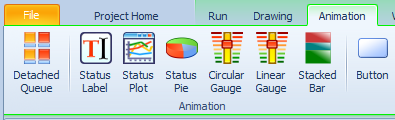 File Project Home Run Drawing Animation
Detached Status Status Status Circular Linear Stacked Button
Queue Label Plot Pie Gauge Gauge Bar
Animation